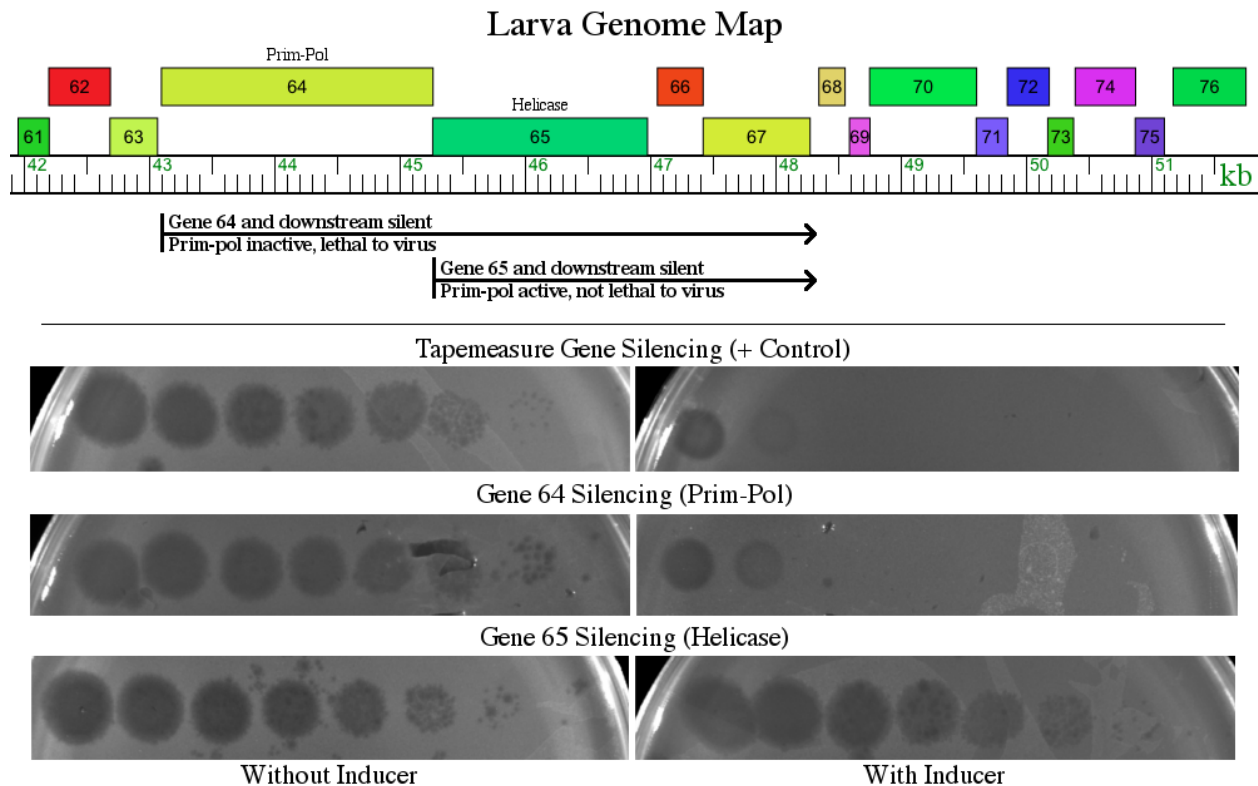 Larva Genome Map
Prim-Pol
62 64 66 68 70 72 74 76
Helicase
61 63 65 67 69 71 73 75
42 43 44 45 46 47 48 49 50 51 kb
Gene 64 and downstream silent
Prim-pol inactive, lethal to virus
Gene 65 and downstream silent
Prim-pol active, not lethal to virus
Tapemeasure Gene Silencing (+ Control)
Gene 64 Silencing (Prim-Pol)
Gene 65 Silencing (Helicase)
Without Inducer With Inducer